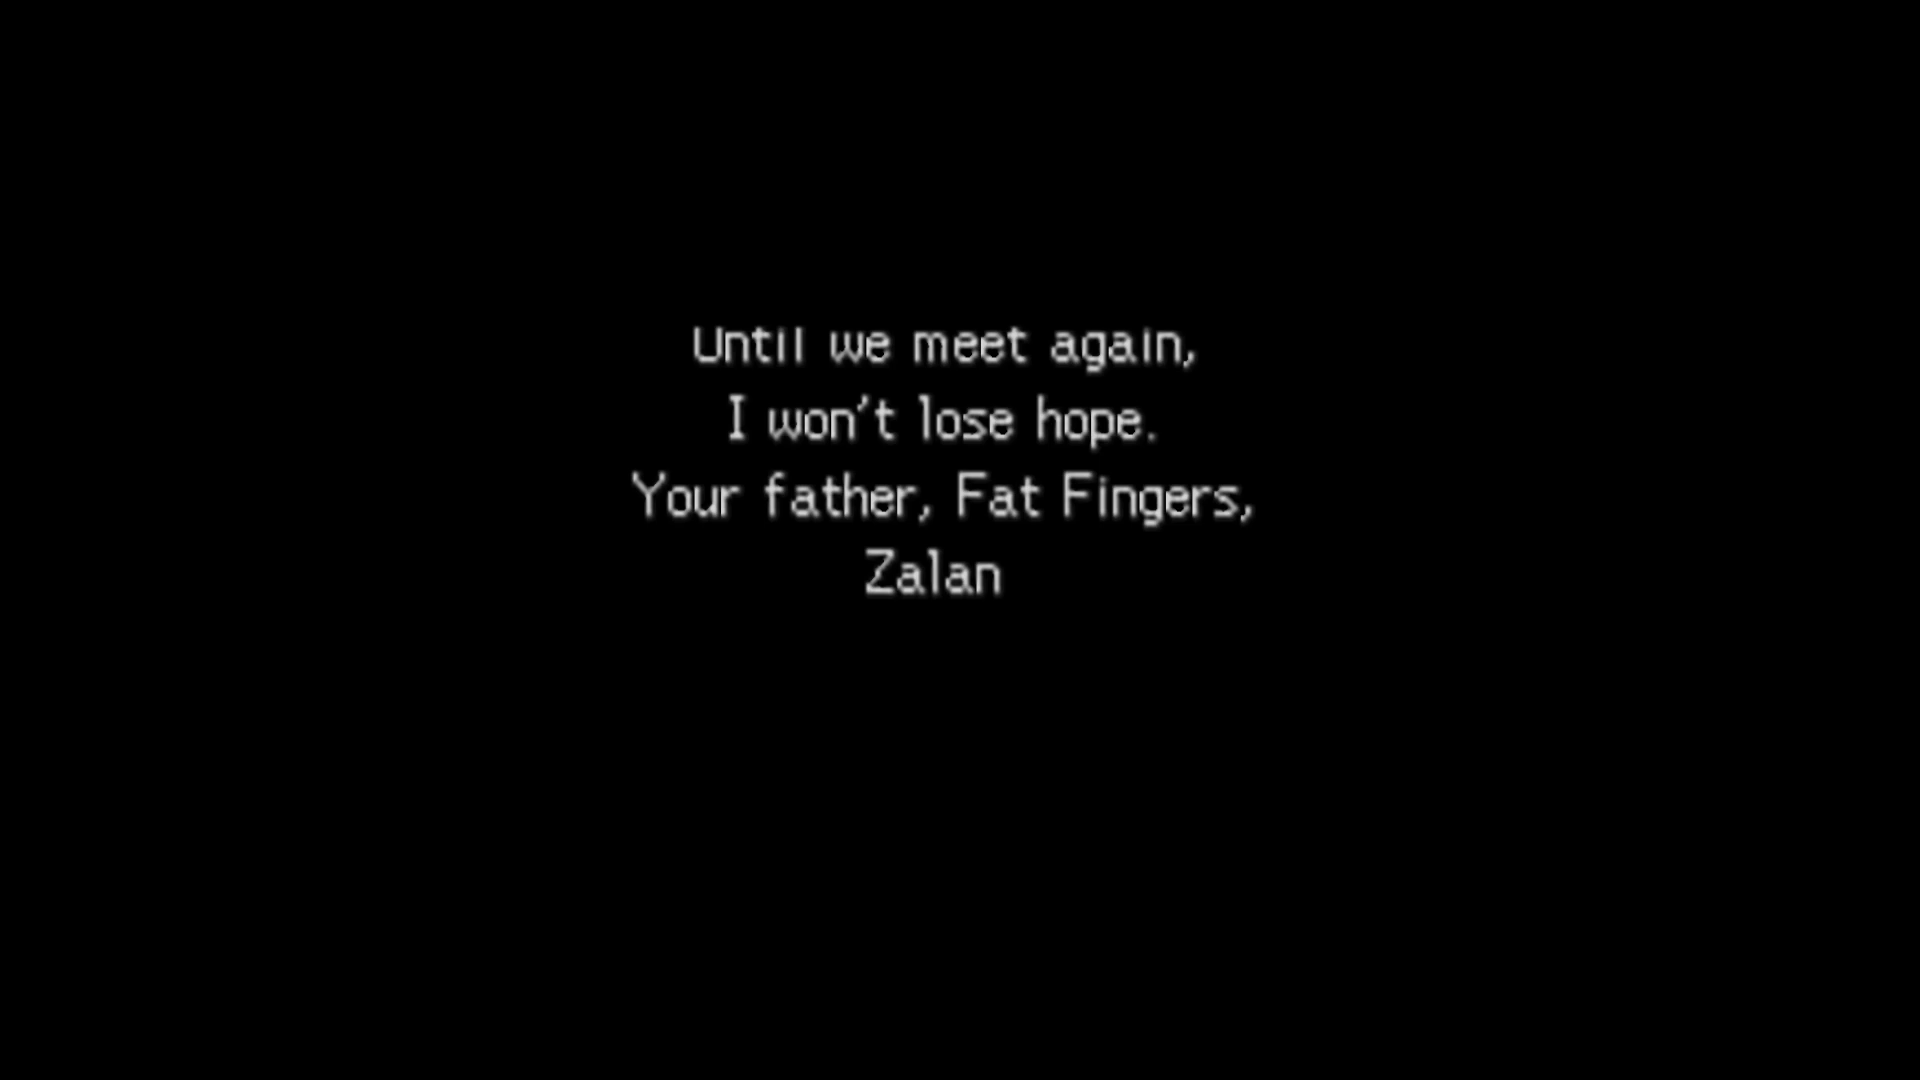 Until we meet again,
I won't lose hope.
Your father, Fat Fingers,
Zalan